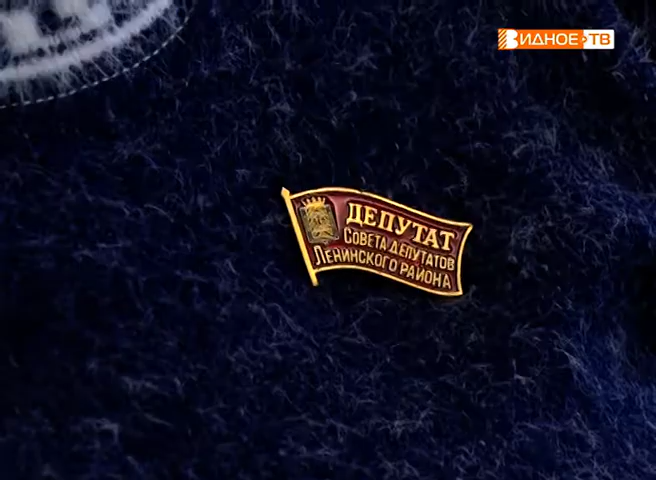 ВИДНОЕ ТВ
ДЕПУТАТ
СОВЕТА ДЕПУТАТОВ
ЛЕНИНСКОГО РАЙОНА